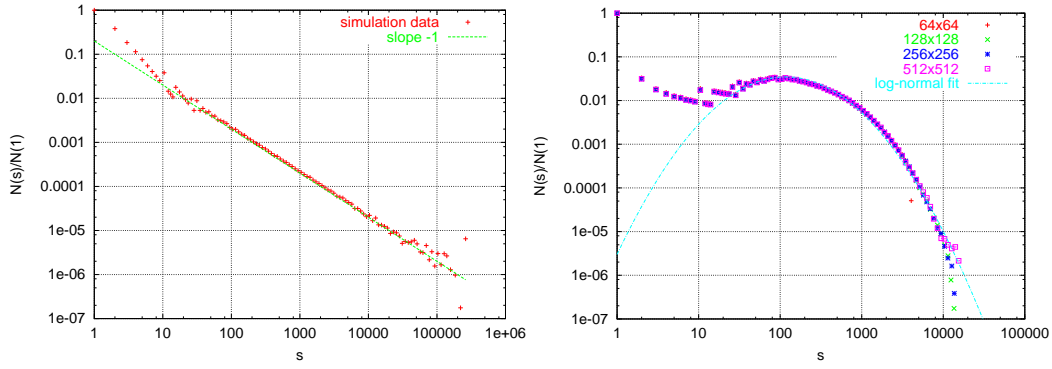 simulation data
slope -1
1
0.1
0.01
0.001
0.0001
1e-05
1e-06
1e-07
N(s)/N(1)
1 10 100 1000 10000 100000 1e+06
s
64x64
128x128
256x256
512x512
log-normal fit
1
0.1
0.01
0.001
0.0001
1e-05
1e-06
1e-07
N(s)/N(1)
1 10 100 1000 10000 100000
s